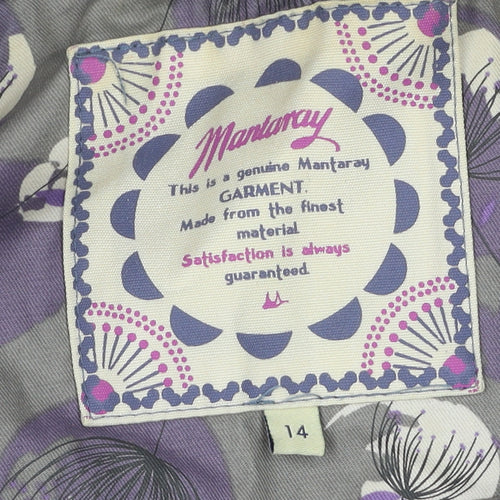 Mantaray
This is a genuine Mantaray
GARMENT.
Made from the finest
material
Satisfaction is always
guaranteed
14